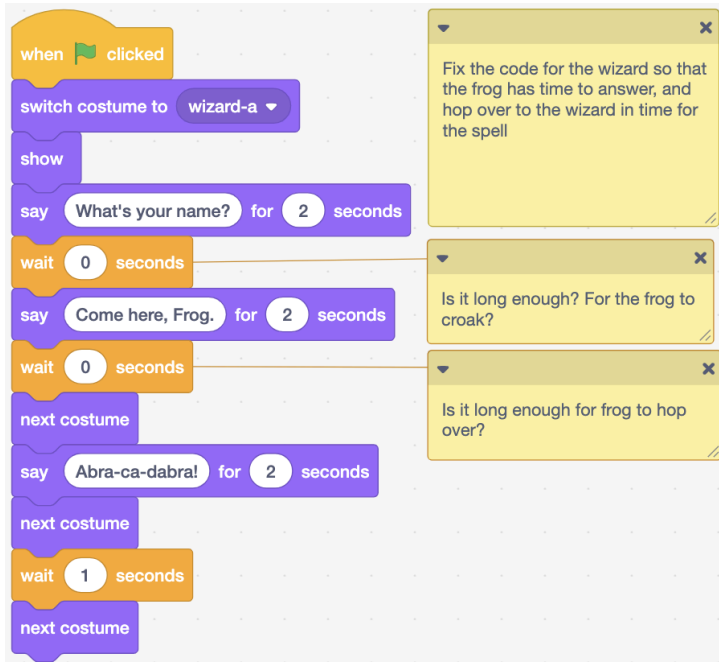 when clicked
switch costume to wizard-a
show
say What's your name? for 2 seconds
wait 0 seconds
say Come here, Frog. for 2 seconds
wait 0 seconds
next costume
say Abra-ca-dabra! for 2 seconds
next costume
wait 1 seconds
next costume
Fix the code for the wizard so that
the frog has time to answer, and
hop over to the wizard in time for
the spell
Is it long enough? For the frog to
croak?
Is it long enough for frog to hop
over?